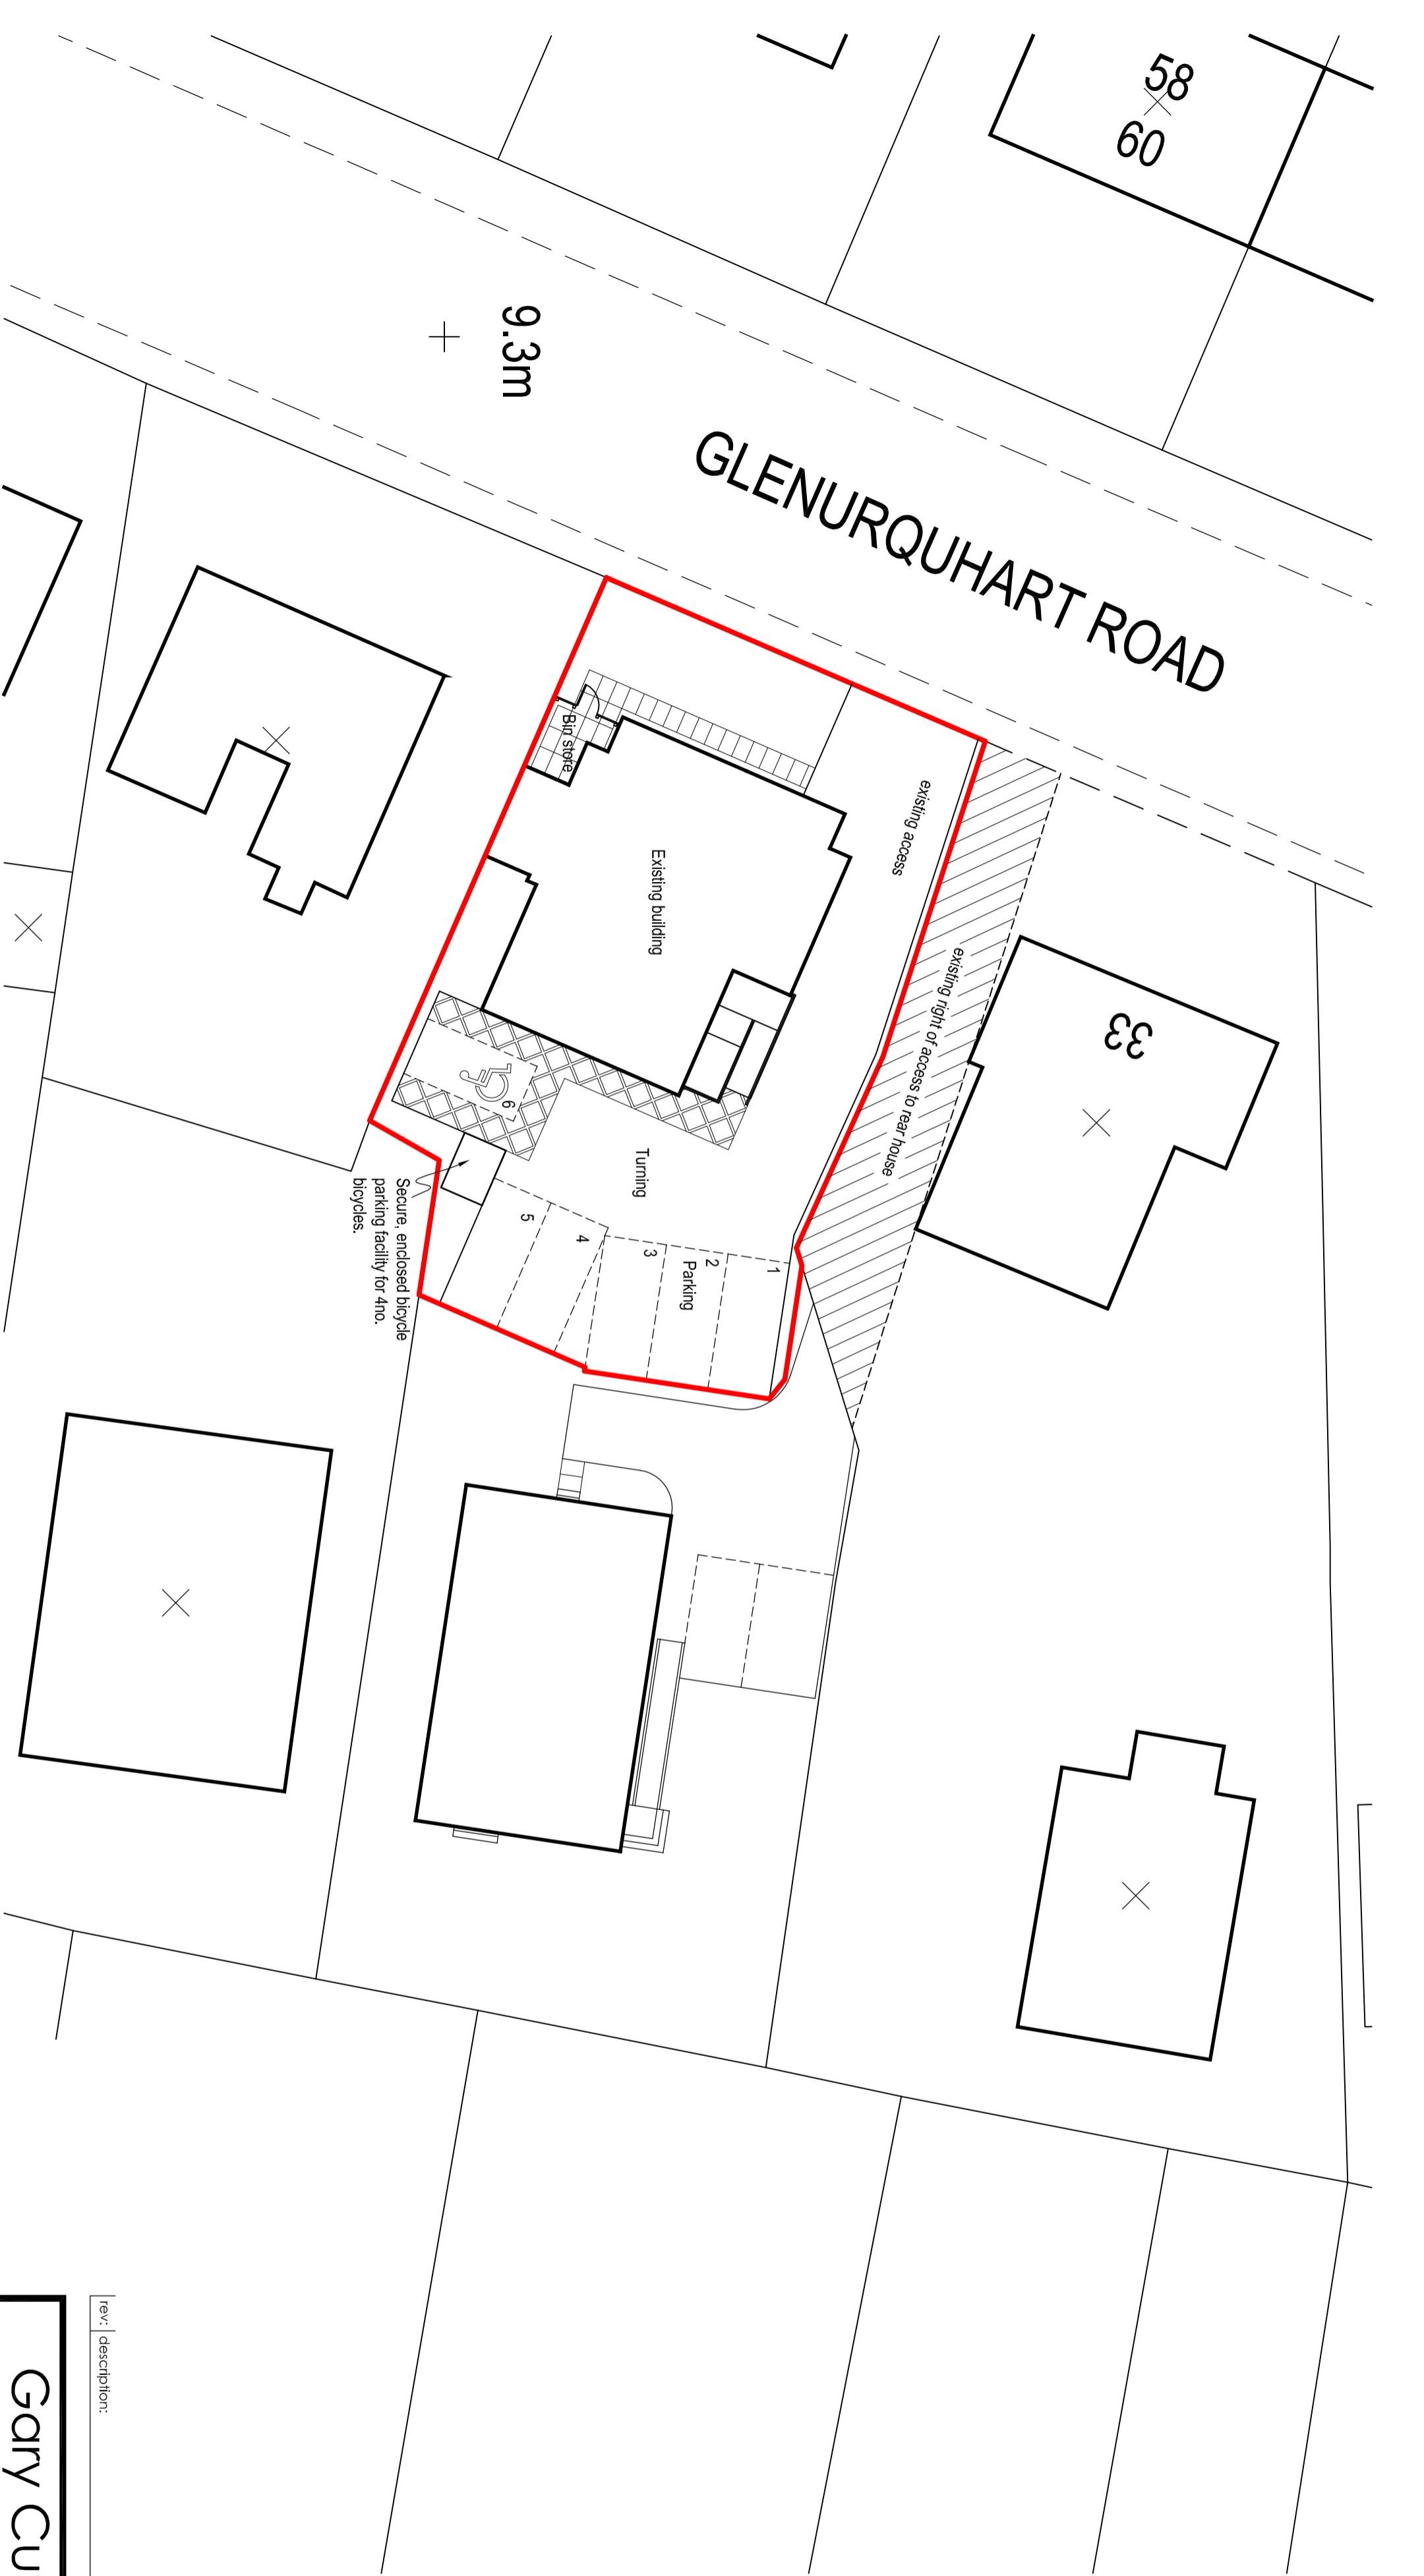 58
60
9.3m
GLENURQUHART ROAD
existing access
Bin store
Existing building
existing right of access to rear house
33
6
Turning
5
4
3
2
1
Parking
Secure, enclosed bicycle
parking facility for 4no.
bicycles.
rev:
description:
Gary Cu